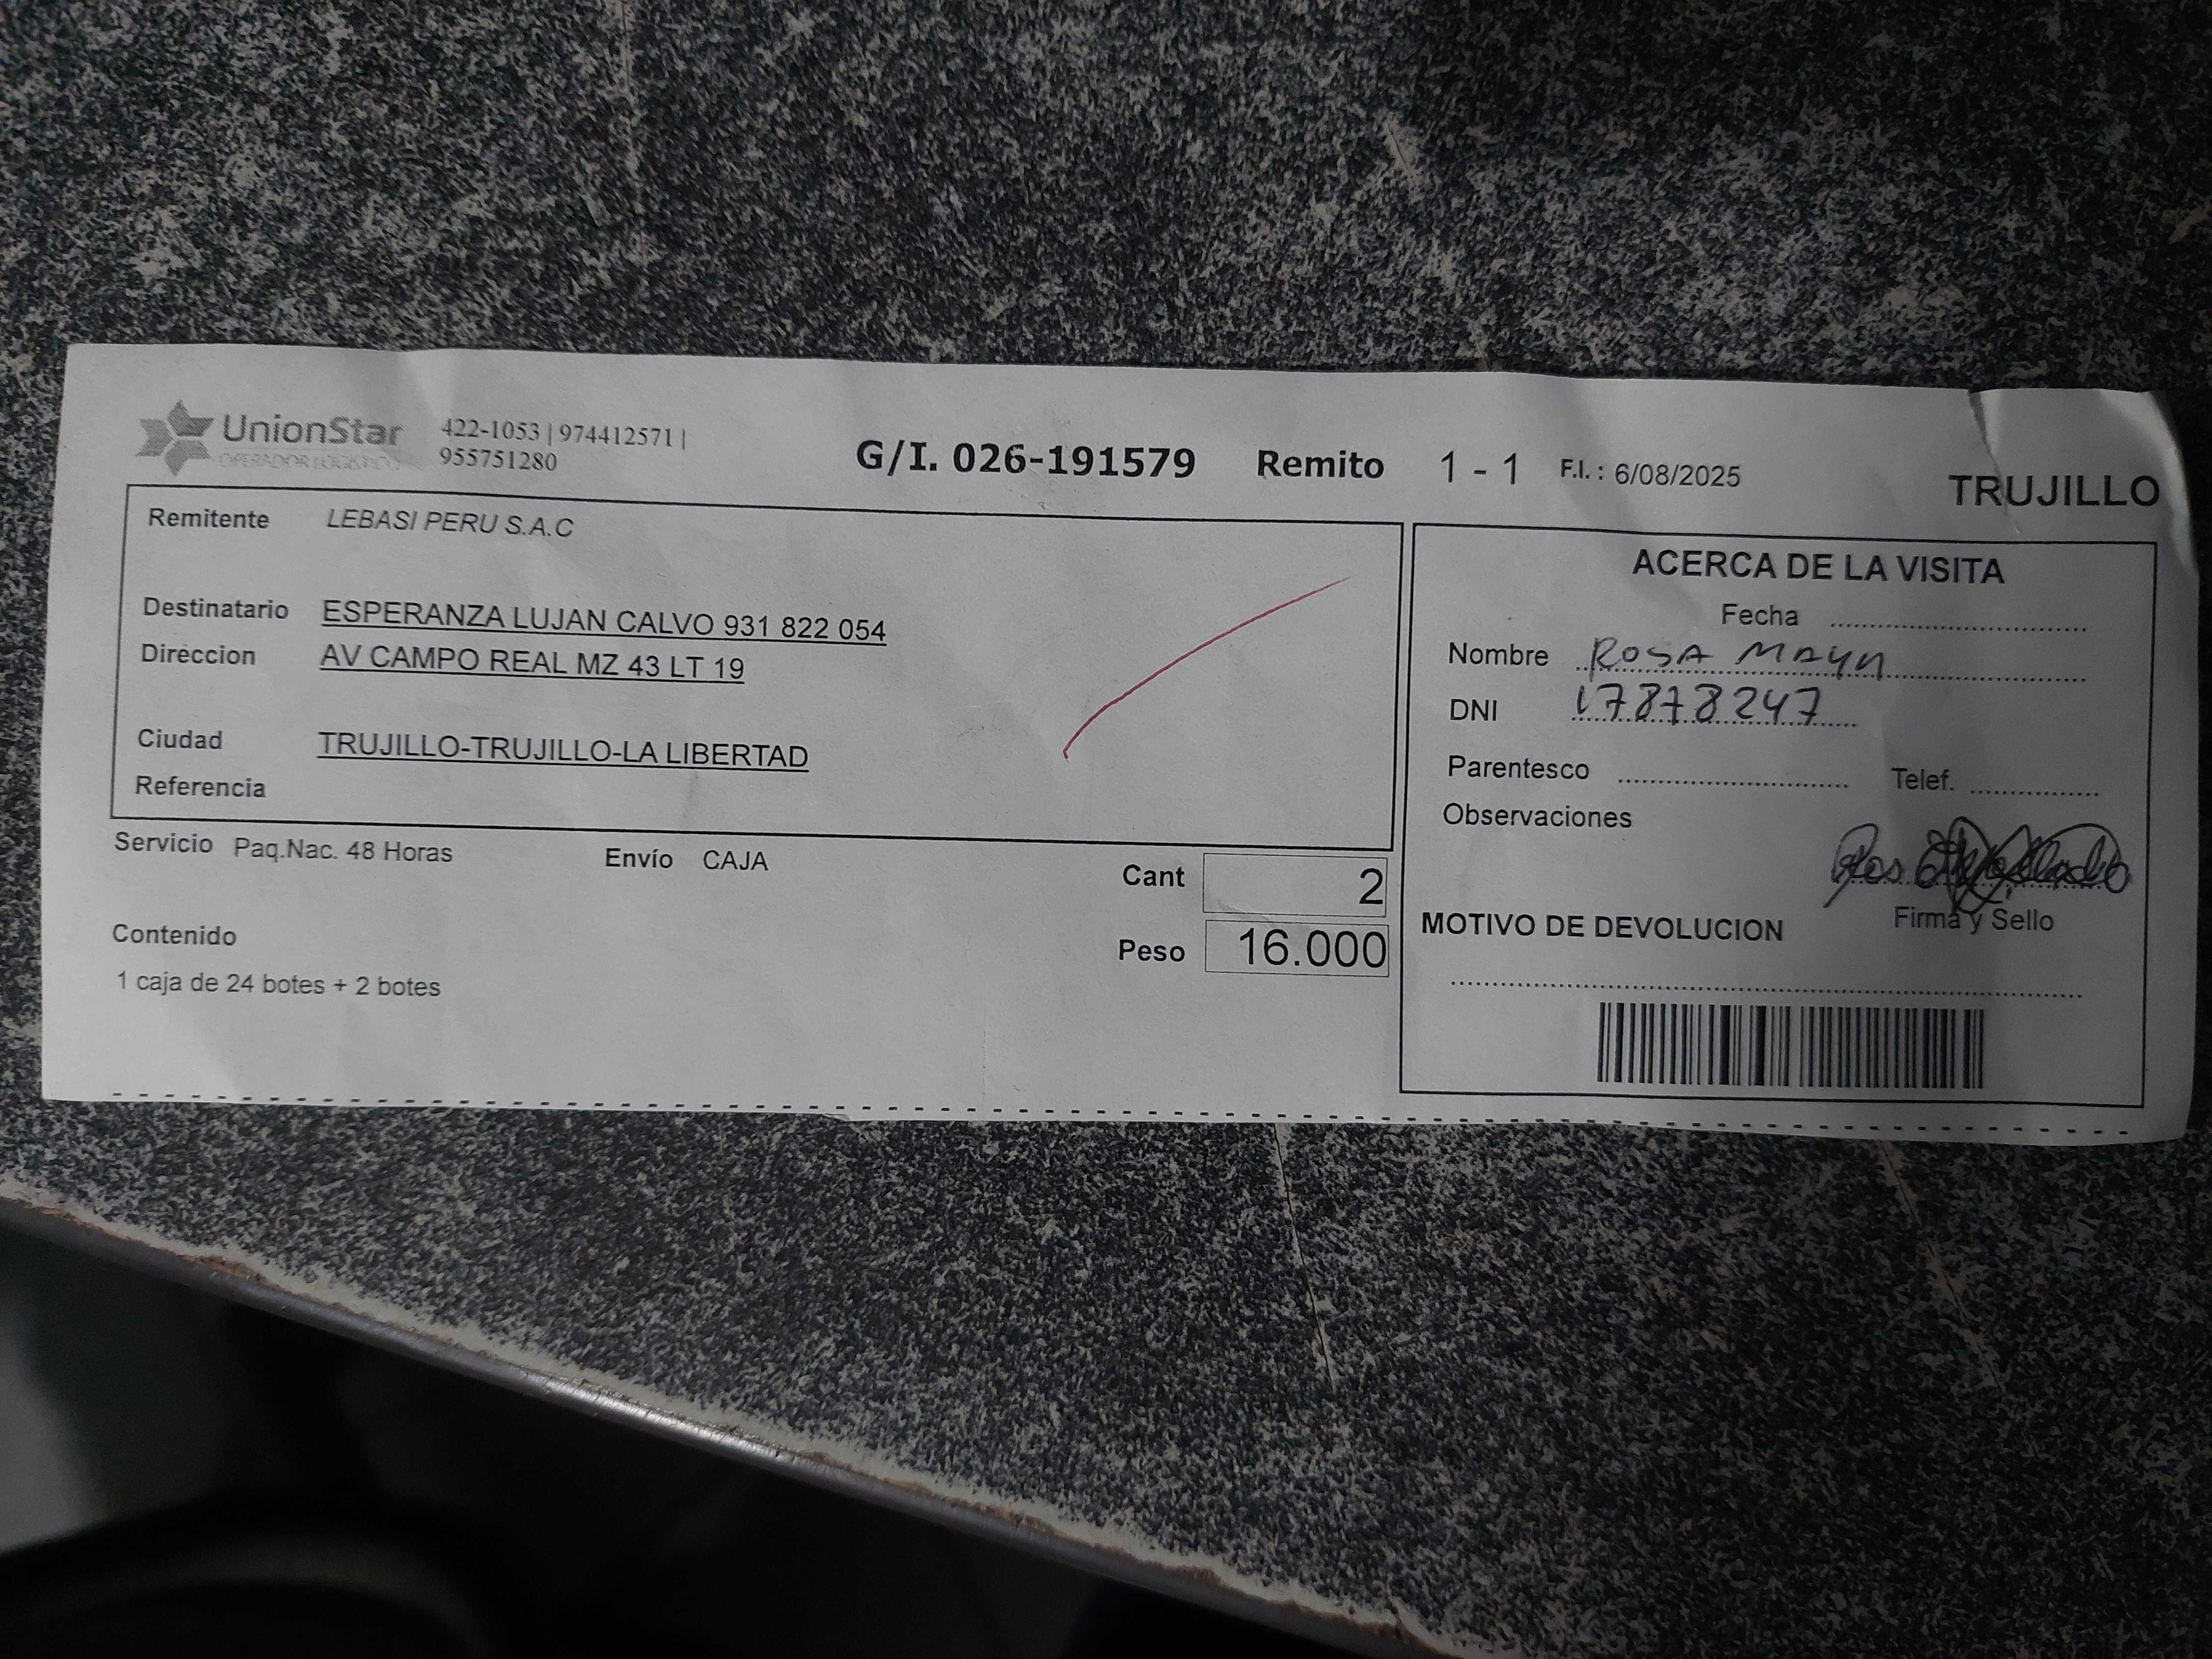 UnionStar
OPERADOR LOGISTICO
422-1053 | 974412571 |
955751280
G/I. 026-191579 Remito 1 - 1 F.I. : 6/08/2025
TRUJILLO
Remitente LEBASI PERU S.A.C
Destinatario ESPERANZA LUJAN CALVO 931 822 054
Direccion AV CAMPO REAL MZ 43 LT 19
Ciudad TRUJILLO-TRUJILLO-LA LIBERTAD
Referencia
Servicio Paq.Nac. 48 Horas Envío CAJA
Cant 2
Peso 16.000
Contenido
1 caja de 24 botes + 2 botes
ACERCA DE LA VISITA
Fecha
Nombre ROSA
DNI 17878247
Parentesco Telef.
Observaciones
Firma y Sello
MOTIVO DE DEVOLUCION